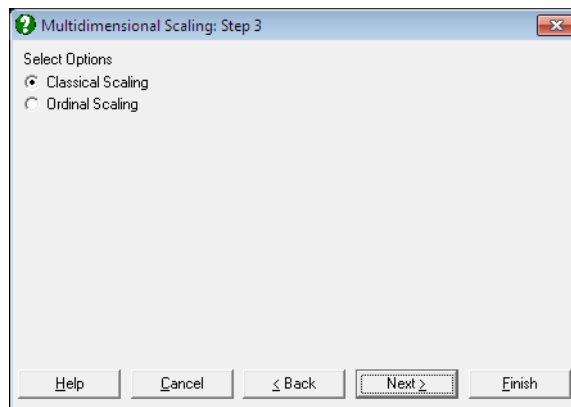 Multidimensional Scaling: Step 3
Select Options
Classical Scaling
Ordinal Scaling
Help Cancel < Back Next > Finish